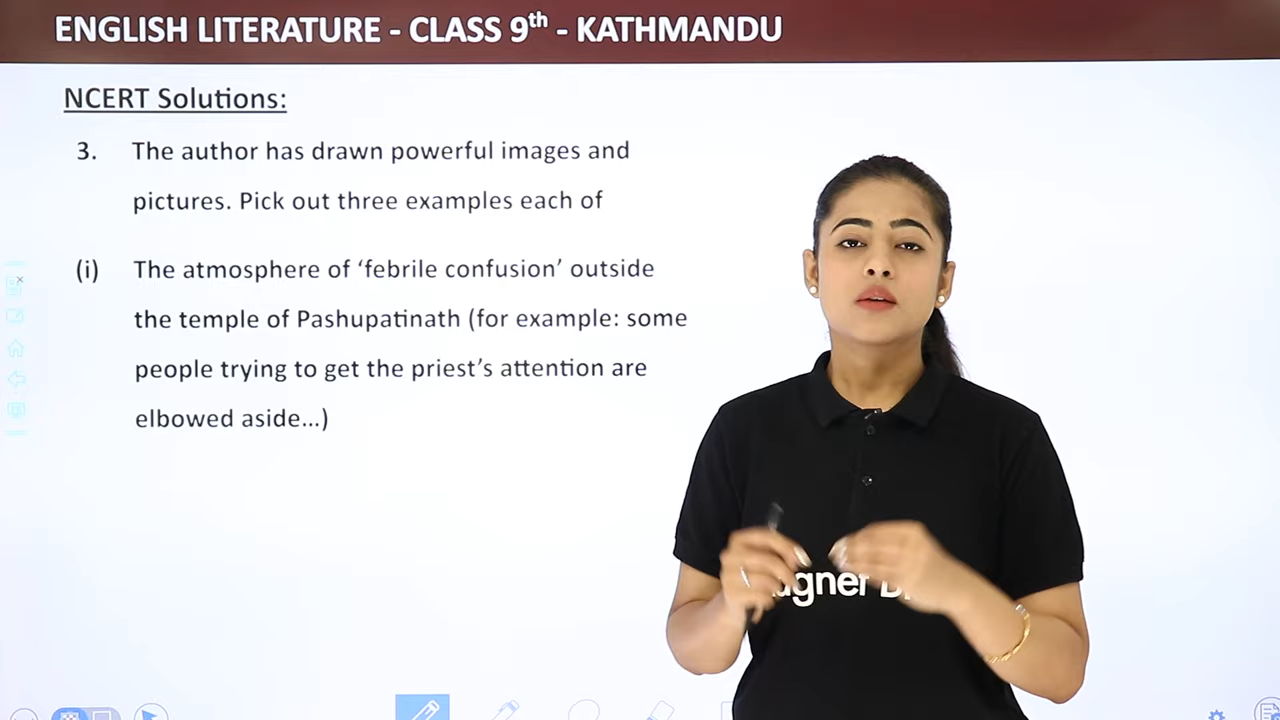 ENGLISH LITERATURE - CLASS 9th - KATHMANDU
NCERT Solutions:
3. The author has drawn powerful images and
pictures. Pick out three examples each of
(i) The atmosphere of ‘febrile confusion’ outside
the temple of Pashupatinath (for example: some
people trying to get the priest’s attention are
elbowed aside...)